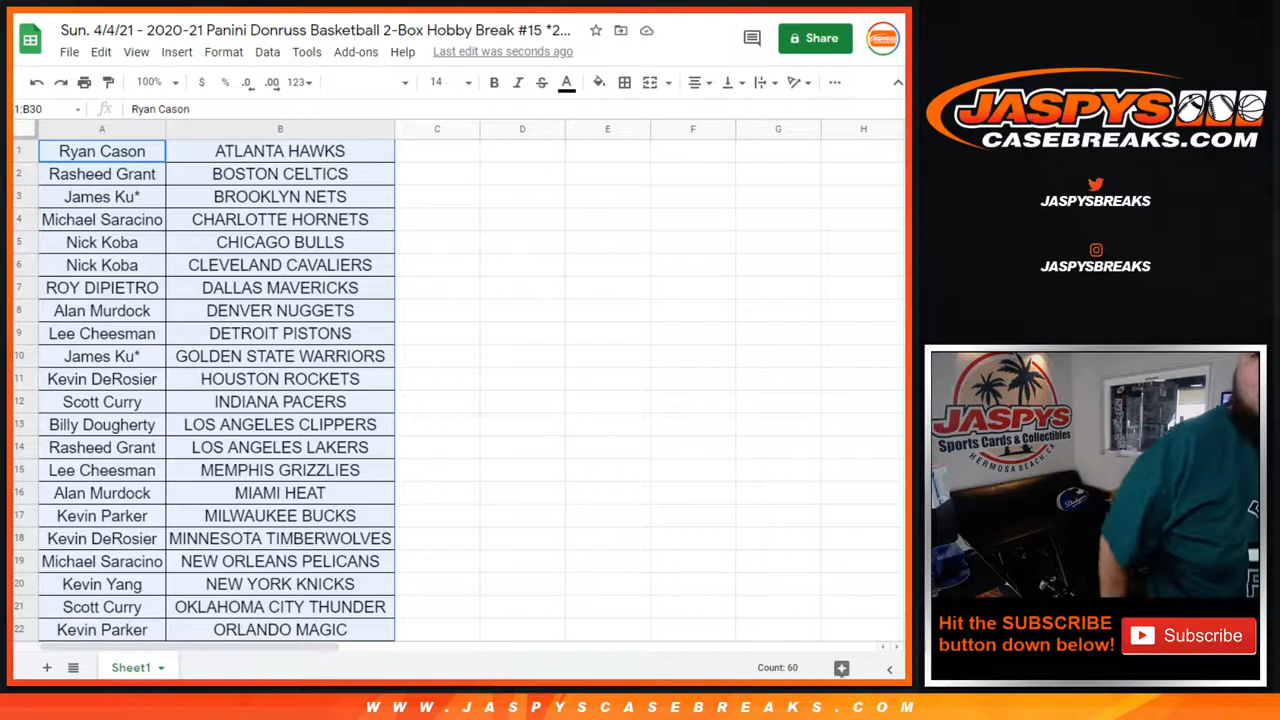 Sun. 4/4/21 - 2020-21 Panini Donruss Basketball 2-Box Hobby Break #15 *2...
File Edit View Insert Format Data Tools Add-ons Help Last edit was seconds ago
Share
100% $ % .0 .00 123 14 B I S A
1:B30 fx Ryan Cason
A B C D E F G H
1 Ryan Cason ATLANTA HAWKS
2 Rasheed Grant BOSTON CELTICS
3 James Ku* BROOKLYN NETS
4 Michael Saracino CHARLOTTE HORNETS
5 Nick Koba CHICAGO BULLS
6 Nick Koba CLEVELAND CAVALIERS
7 ROY DIPIETRO DALLAS MAVERICKS
8 Alan Murdock DENVER NUGGETS
9 Lee Cheesman DETROIT PISTONS
10 James Ku* GOLDEN STATE WARRIORS
11 Kevin DeRosier HOUSTON ROCKETS
12 Scott Curry INDIANA PACERS
13 Billy Dougherty LOS ANGELES CLIPPERS
14 Rasheed Grant LOS ANGELES LAKERS
15 Lee Cheesman MEMPHIS GRIZZLIES
16 Alan Murdock MIAMI HEAT
17 Kevin Parker MILWAUKEE BUCKS
18 Kevin DeRosier MINNESOTA TIMBERWOLVES
19 Michael Saracino NEW ORLEANS PELICANS
20 Kevin Yang NEW YORK KNICKS
21 Scott Curry OKLAHOMA CITY THUNDER
22 Kevin Parker ORLANDO MAGIC
Sheet1
Count: 60
JASPYS
CASEBREAKS.COM
JASPYSBREAKS
JASPYSBREAKS
JASPYS
Sports Cards & Collectibles
HERMOSA BEACH, CA
Dodgers
Hit the SUBSCRIBE
button down below!
Subscribe
WWW.JASPYSCASEBREAKS.COM